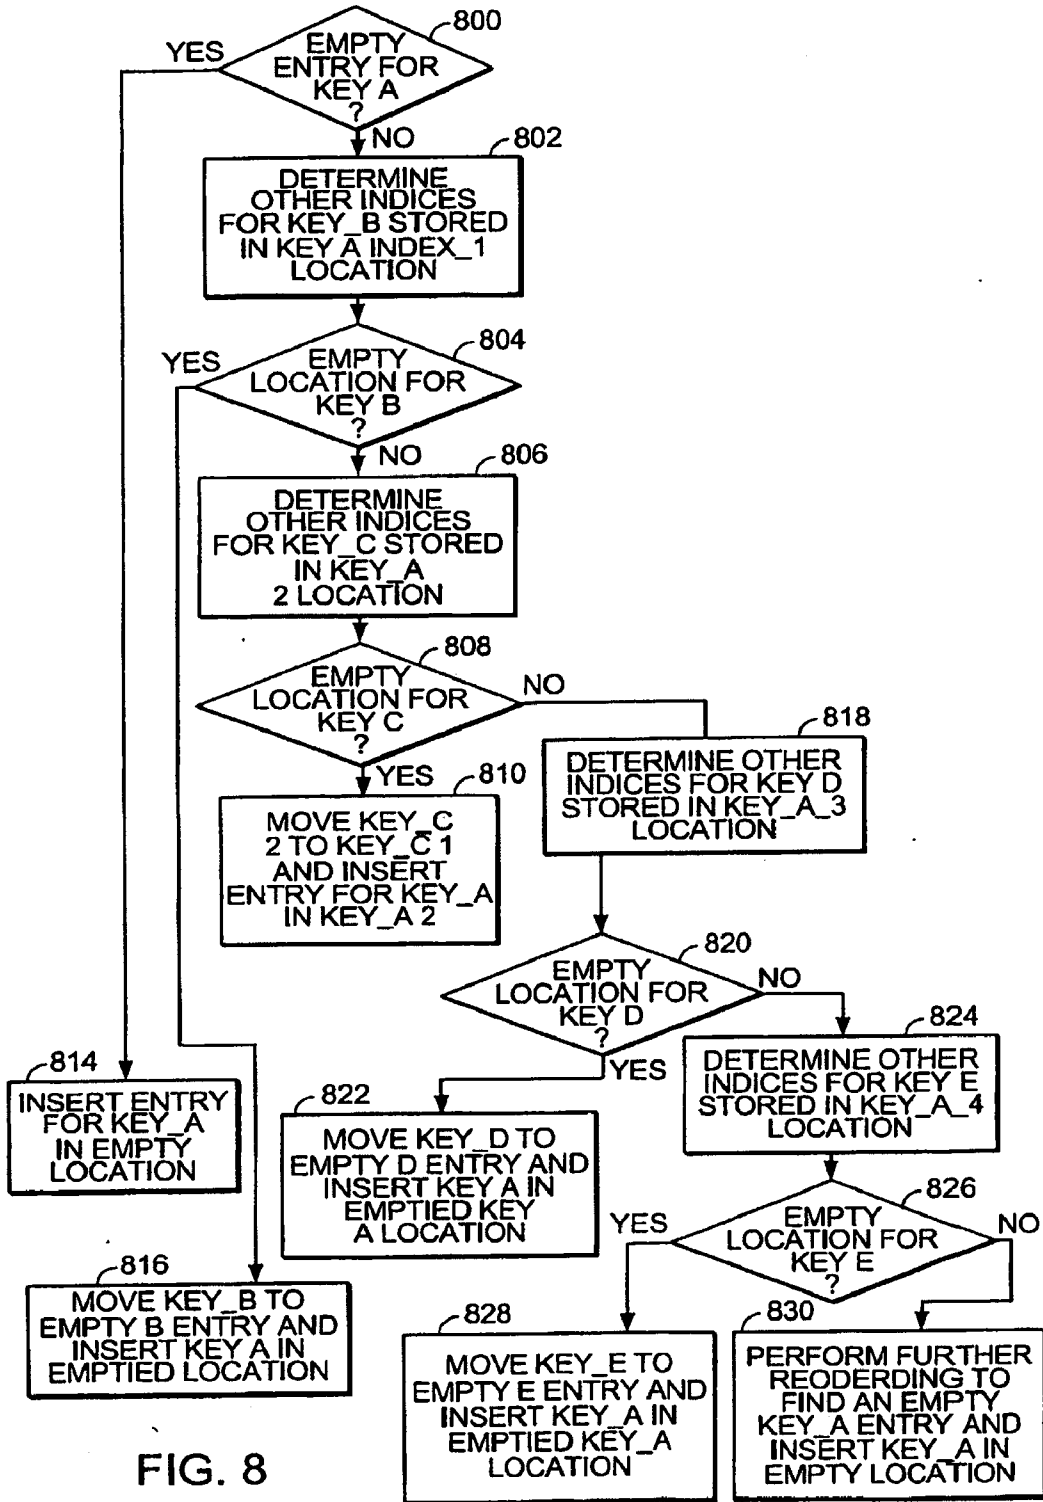 800
YES
EMPTY
ENTRY FOR
KEY A
?
NO
802
DETERMINE
OTHER INDICES
FOR KEY_B STORED
IN KEY A INDEX_1
LOCATION
804
YES
EMPTY
LOCATION FOR
KEY B
?
NO
806
DETERMINE
OTHER INDICES
FOR KEY_C STORED
IN KEY_A
2 LOCATION
808
EMPTY
LOCATION FOR
KEY C
?
NO
YES
810
MOVE KEY_C
2 TO KEY_C 1
AND INSERT
ENTRY FOR KEY_A
IN KEY_A 2
818
DETERMINE OTHER
INDICES FOR KEY D
STORED IN KEY_A_3
LOCATION
820
EMPTY
LOCATION FOR
KEY D
?
NO
YES
824
DETERMINE OTHER
INDICES FOR KEY E
STORED IN KEY_A_4
LOCATION
814
INSERT ENTRY
FOR KEY_A
IN EMPTY
LOCATION
822
MOVE KEY_D TO
EMPTY D ENTRY AND
INSERT KEY A IN
EMPTIED KEY
A LOCATION
826
YES
EMPTY
LOCATION FOR
KEY E
?
NO
816
MOVE KEY_B TO
EMPTY B ENTRY AND
INSERT KEY A IN
EMPTIED LOCATION
828
MOVE KEY_E TO
EMPTY E ENTRY AND
INSERT KEY_A IN
EMPTIED KEY_A
LOCATION
830
PERFORM FURTHER
REODERDING TO
FIND AN EMPTY
KEY_A ENTRY AND
INSERT KEY_A IN
EMPTY LOCATION
FIG. 8